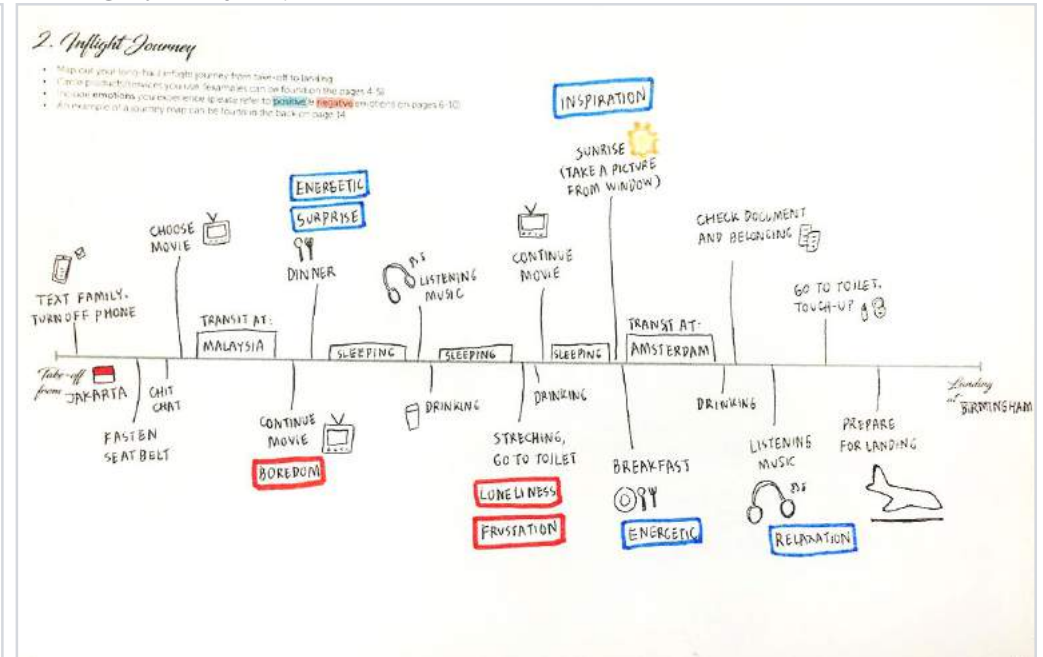 2. Inflight Journey
• Map out your long-haul inflight journey from take-off to landing
• Circle products/services you use (examples can be found on the pages 4-5)
• Include emotions you experience (please refer to positive & negative emotions on pages 6-10)
• An example of a journey map can be found in the back on page 14
INSPIRATION
SUNRISE
(TAKE A PICTURE
FROM WINDOW)
ENERGETIC
SURPRISE
DINNER
CHOOSE
MOVIE
LISTENING
MUSIC
CONTINUE
MOVIE
CHECK DOCUMENT
AND BELONGING
GO TO TOILET,
TOUCH-UP
TEXT FAMILY,
TURN OFF PHONE
TRANSIT AT:
MALAYSIA
SLEEPING
SLEEPING
SLEEPING
TRANSIT AT:
AMSTERDAM
Take-off
from JAKARTA
FASTEN
SEAT BELT
CHIT
CHAT
CONTINUE
MOVIE
BOREDOM
DRINKING
STRECHING,
GO TO TOILET
LONELINESS
FRUSSATION
DRINKING
BREAKFAST
ENERGETIC
DRINKING
LISTENING
MUSIC
RELAXATION
PREPARE
FOR LANDING
Landing
at BIRMINGHAM